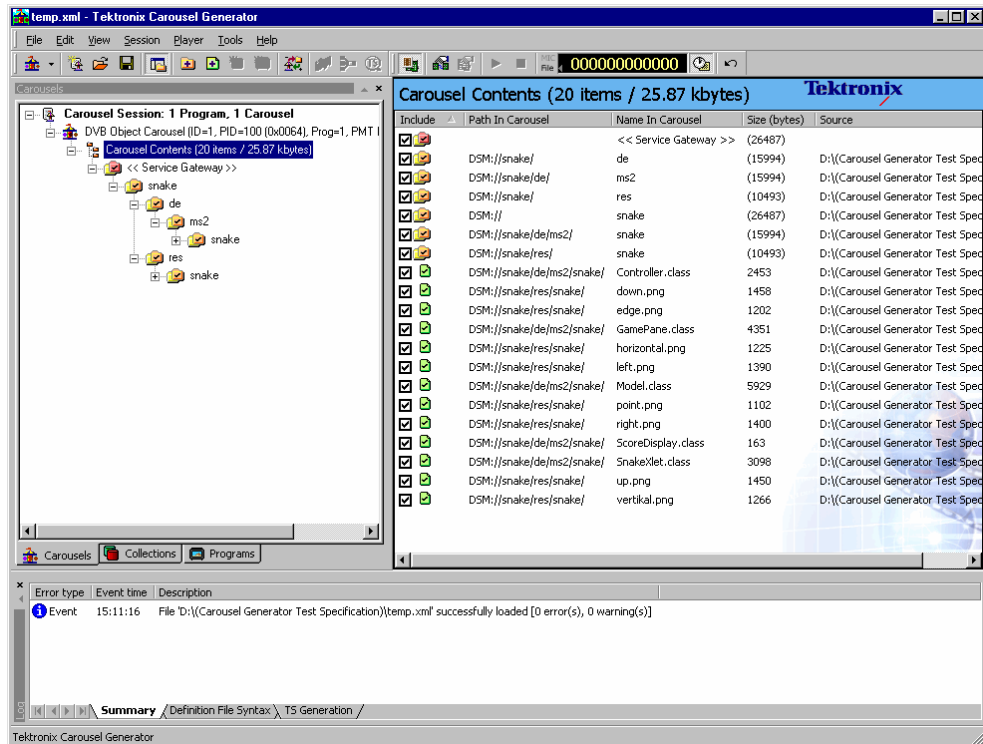 temp.xml - Tektronix Carousel Generator
File Edit View Session Player Tools Help
File 000000000000
Carousels
Carousel Session: 1 Program, 1 Carousel
DVB Object Carousel (ID=1, PID=100 (0x0064), Prog=1, PMT
Carousel Contents (20 items / 25.87 kbytes)
<< Service Gateway >>
snake
de
ms2
snake
res
snake
Carousels Collections Programs
Carousel Contents (20 items / 25.87 kbytes) Tektronix
Include Path In Carousel Name In Carousel Size (bytes) Source
<< Service Gateway >> (26487)
DSM://snake/ de (15994) D:\(Carousel Generator Test Spec
DSM://snake/de/ ms2 (15994) D:\(Carousel Generator Test Spec
DSM://snake/ res (10493) D:\(Carousel Generator Test Spec
DSM:// snake (26487) D:\(Carousel Generator Test Spec
DSM://snake/de/ms2/ snake (15994) D:\(Carousel Generator Test Spec
DSM://snake/res/ snake (10493) D:\(Carousel Generator Test Spec
DSM://snake/de/ms2/snake/ Controller.class 2453 D:\(Carousel Generator Test Spec
DSM://snake/res/snake/ down.png 1458 D:\(Carousel Generator Test Spec
DSM://snake/res/snake/ edge.png 1202 D:\(Carousel Generator Test Spec
DSM://snake/de/ms2/snake/ GamePane.class 4351 D:\(Carousel Generator Test Spec
DSM://snake/res/snake/ horizontal.png 1225 D:\(Carousel Generator Test Spec
DSM://snake/res/snake/ left.png 1390 D:\(Carousel Generator Test Spec
DSM://snake/de/ms2/snake/ Model.class 5929 D:\(Carousel Generator Test Spec
DSM://snake/res/snake/ point.png 1102 D:\(Carousel Generator Test Spec
DSM://snake/res/snake/ right.png 1400 D:\(Carousel Generator Test Spec
DSM://snake/de/ms2/snake/ ScoreDisplay.class 163 D:\(Carousel Generator Test Spec
DSM://snake/de/ms2/snake/ SnakeXlet.class 3098 D:\(Carousel Generator Test Spec
DSM://snake/res/snake/ up.png 1450 D:\(Carousel Generator Test Spec
DSM://snake/res/snake/ vertikal.png 1266 D:\(Carousel Generator Test Spec
Error type Event time Description
Event 15:11:16 File 'D:\(Carousel Generator Test Specification)\temp.xml' successfully loaded [0 error(s), 0 warning(s)]
Log
Summary Definition File Syntax TS Generation
Tektronix Carousel Generator